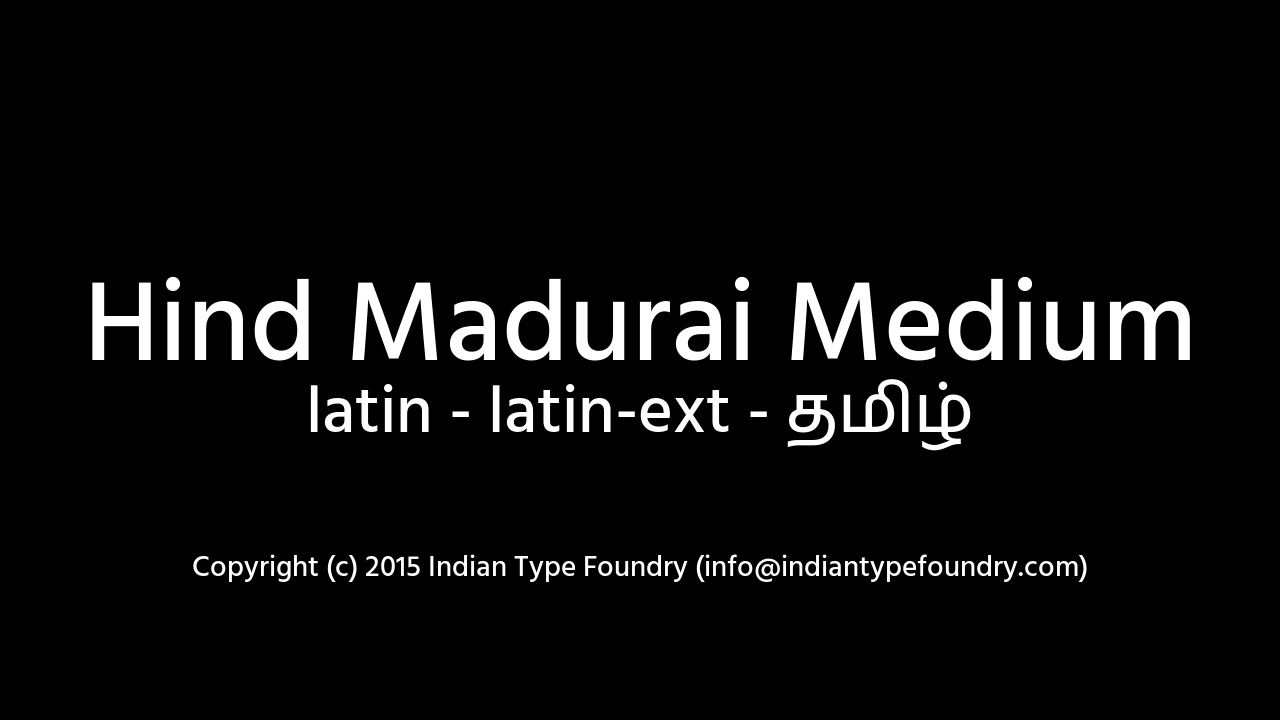 Hind Madurai Medium
latin - latin-ext - தமிழ்
Copyright (c) 2015 Indian Type Foundry (info@indiantypefoundry.com)